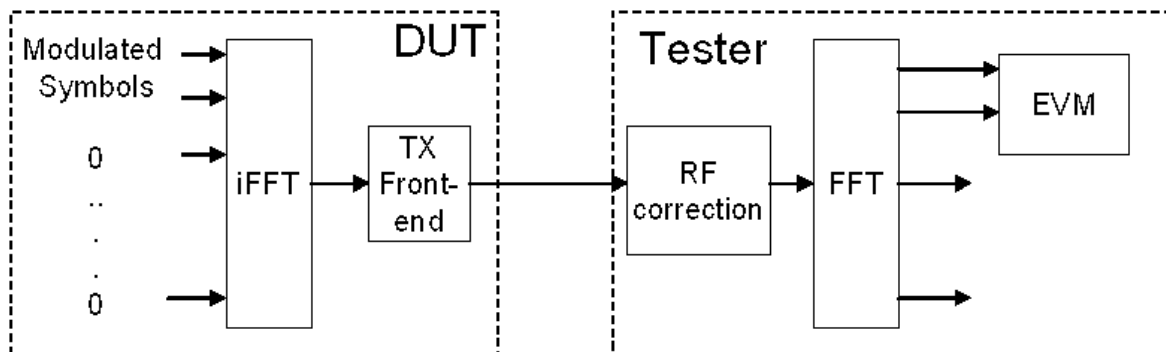 DUT
Modulated
Symbols
0
..
.
.
0
iFFT
TX
Front-
end
Tester
RF
correction
FFT
EVM